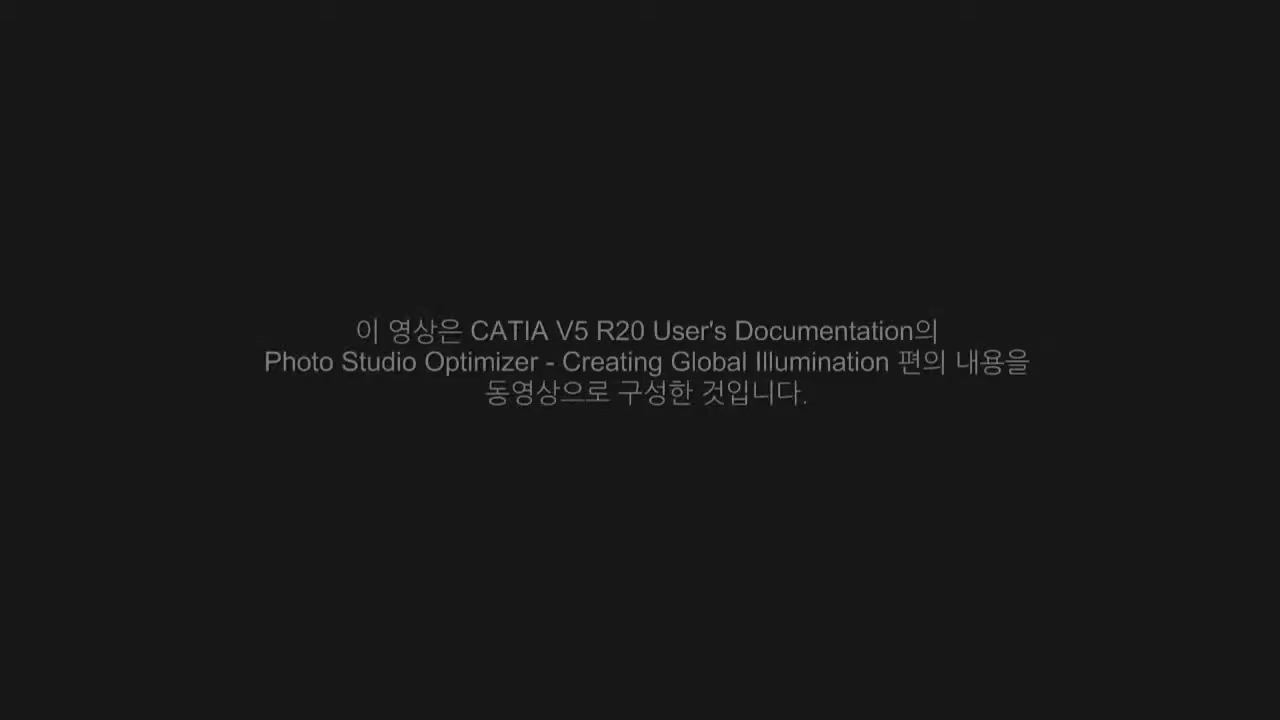 이 영상은 CATIA V5 R20 User's Documentation의
Photo Studio Optimizer - Creating Global Illumination 편의 내용을
동영상으로 구성한 것입니다.